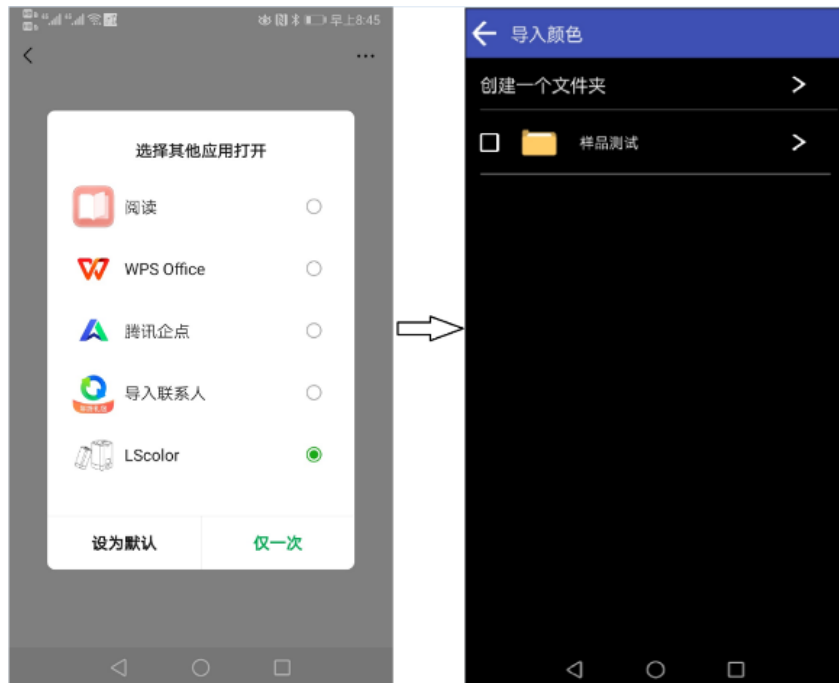 早上8:45
选择其他应用打开
阅读
WPS Office
腾讯企点
导入联系人
LScolor
设为默认
仅一次
导入颜色
创建一个文件夹
样品测试